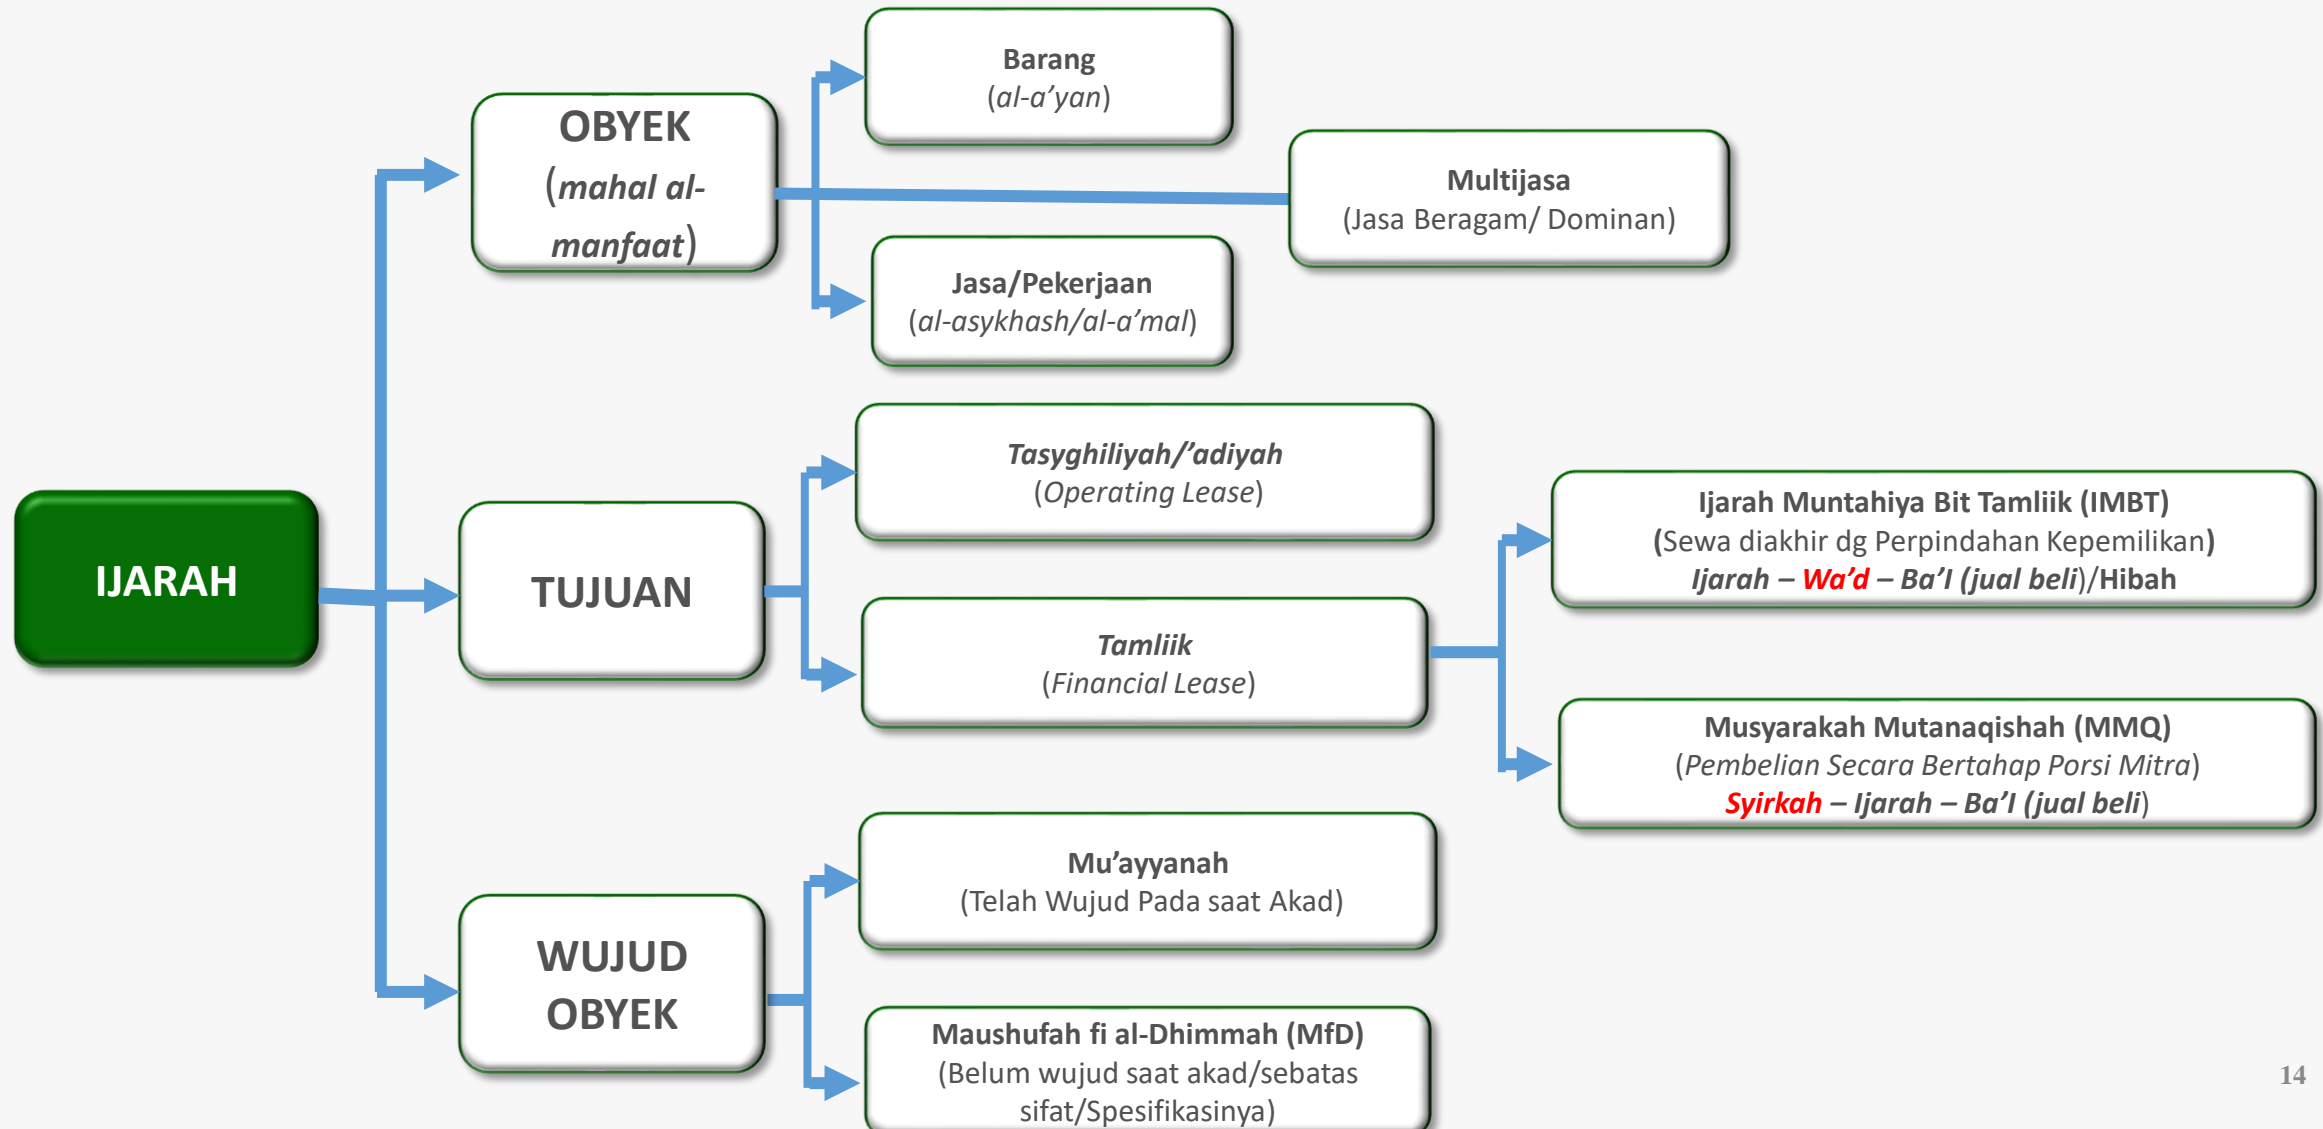 IJARAH
OBYEK
(mahal al-
manfaat)
Barang
(al-a’yan)
Multijasa
(Jasa Beragam/ Dominan)
Jasa/Pekerjaan
(al-asykhash/al-a’mal)
TUJUAN
Tasyghiliyah/’adiyah
(Operating Lease)
Tamliik
(Financial Lease)
Ijarah Muntahiya Bit Tamliik (IMBT)
(Sewa diakhir dg Perpindahan Kepemilikan)
Ijarah – Wa’d – Ba’I (jual beli)/Hibah
Musyarakah Mutanaqishah (MMQ)
(Pembelian Secara Bertahap Porsi Mitra)
Syirkah – Ijarah – Ba’I (jual beli)
WUJUD
OBYEK
Mu’ayyanah
(Telah Wujud Pada saat Akad)
Maushufah fi al-Dhimmah (MfD)
(Belum wujud saat akad/sebatas
sifat/Spesifikasinya)
14